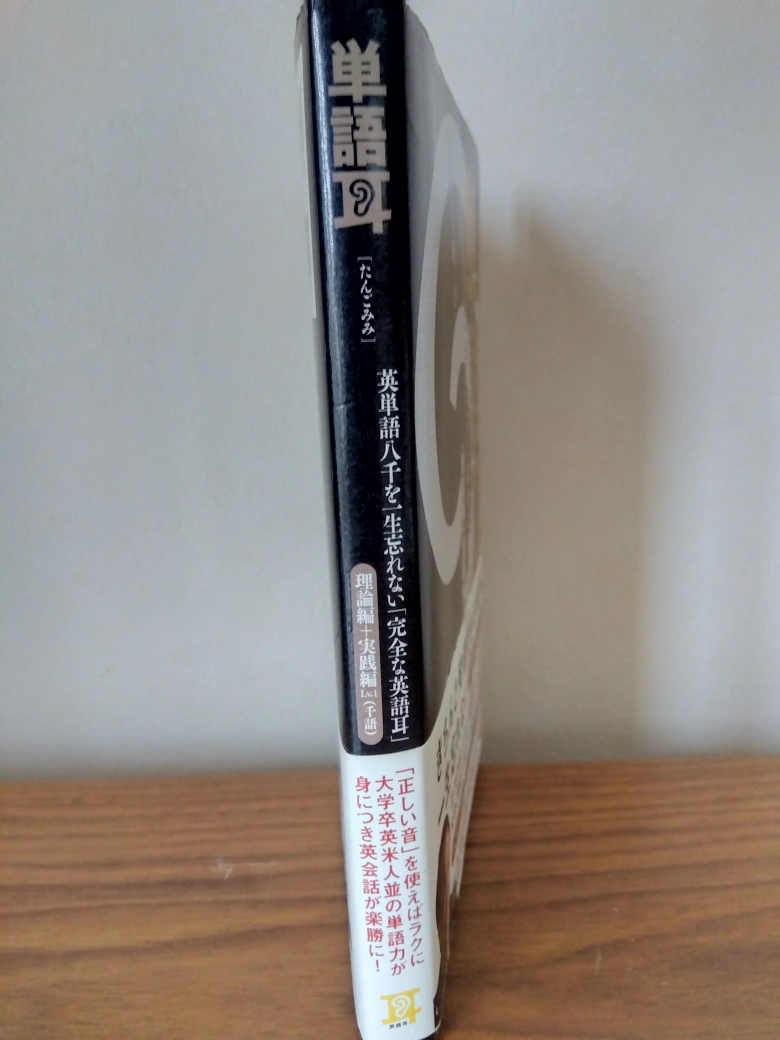 単語耳
[たんごみみ]
英単語八千を一生忘れない「完全な英語耳」
理論編+実践編 Lv.1(千語)
「正しい音」を使えばラクに
大学卒英米人並の単語力が
身につき英会話が楽勝に!
英語耳